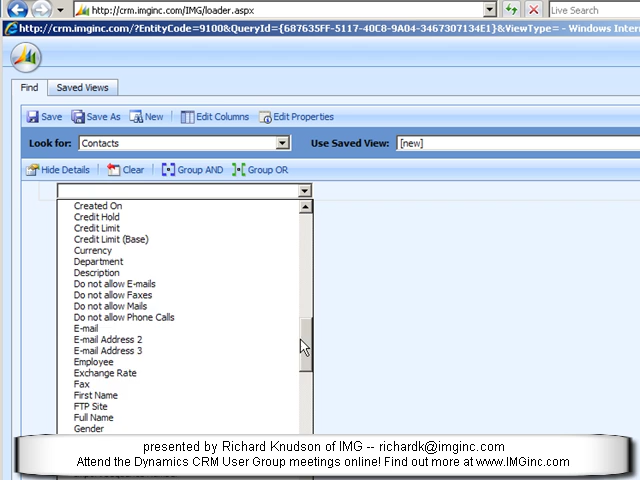 http://crm.imginc.com/IMG/loader.aspx
Live Search
http://crm.imginc.com/?EntityCode=9100&QueryId={687635FF-5117-40C8-9A04-3467307134E1}&ViewType= - Windows Intern
Find
Saved Views
Save
Save As
New
Edit Columns
Edit Properties
Look for:
Contacts
Use Saved View:
[new]
Hide Details
Clear
Group AND
Group OR
Created On
Credit Hold
Credit Limit
Credit Limit (Base)
Currency
Department
Description
Do not allow E-mails
Do not allow Faxes
Do not allow Mails
Do not allow Phone Calls
E-mail
E-mail Address 2
E-mail Address 3
Employee
Exchange Rate
Fax
First Name
FTP Site
Full Name
Gender
presented by Richard Knudson of IMG -- richardk@imginc.com
Attend the Dynamics CRM User Group meetings online! Find out more at www.IMGinc.com